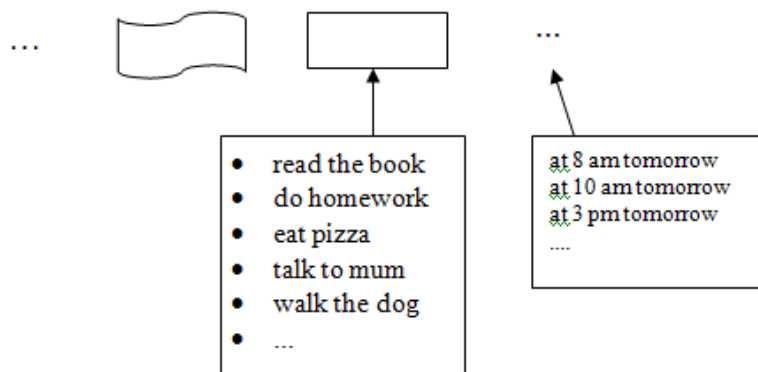 ... ...
• read the book
• do homework
• eat pizza
• talk to mum
• walk the dog
• ...
at 8 am tomorrow
at 10 am tomorrow
at 3 pm tomorrow
....